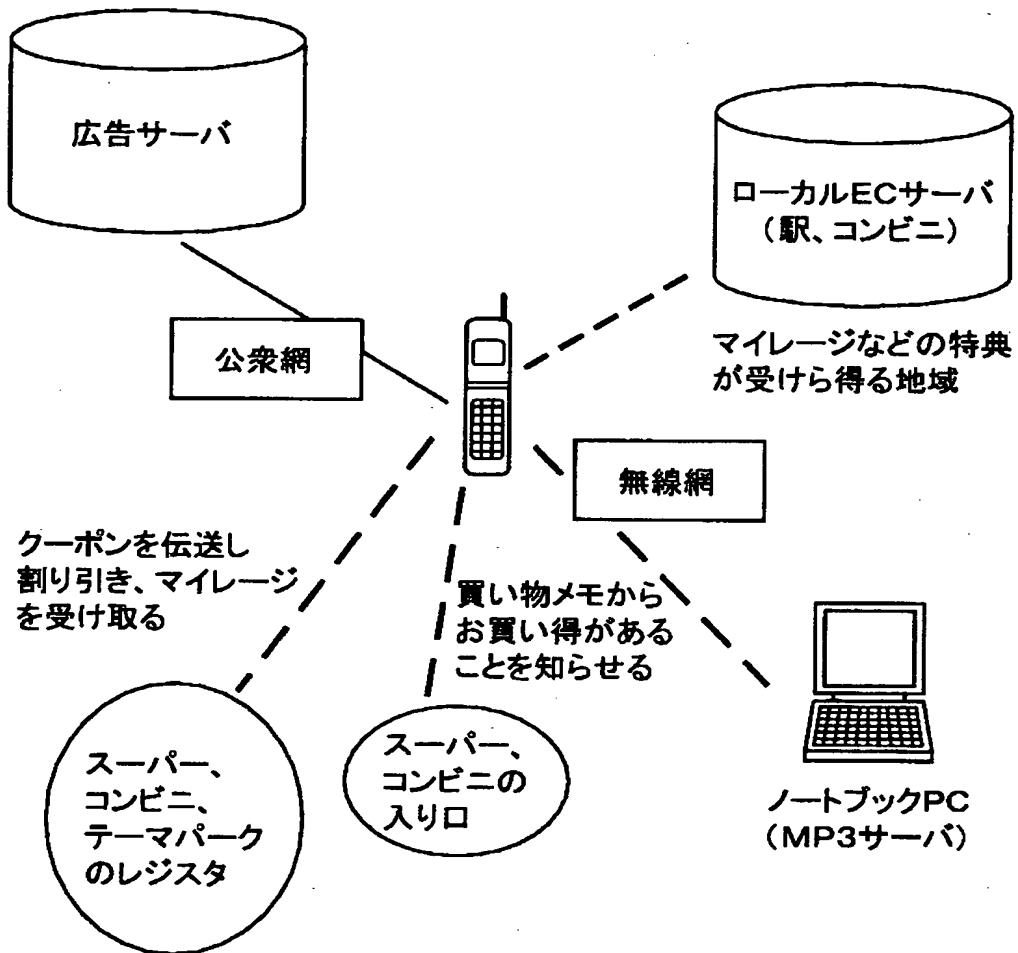 広告サーバ
ローカルECサーバ
(駅、コンビニ)
公衆網
マイレージなどの特典
が受けら得る地域
無線網
クーポンを伝送し
割り引き、マイレージ
を受け取る
買い物メモから
お買い得がある
ことを知らせる
スーパー、
コンビニ、
テーマパーク
のレジスタ
スーパー、
コンビニの
入り口
ノートブックPC
(MP3サーバ)